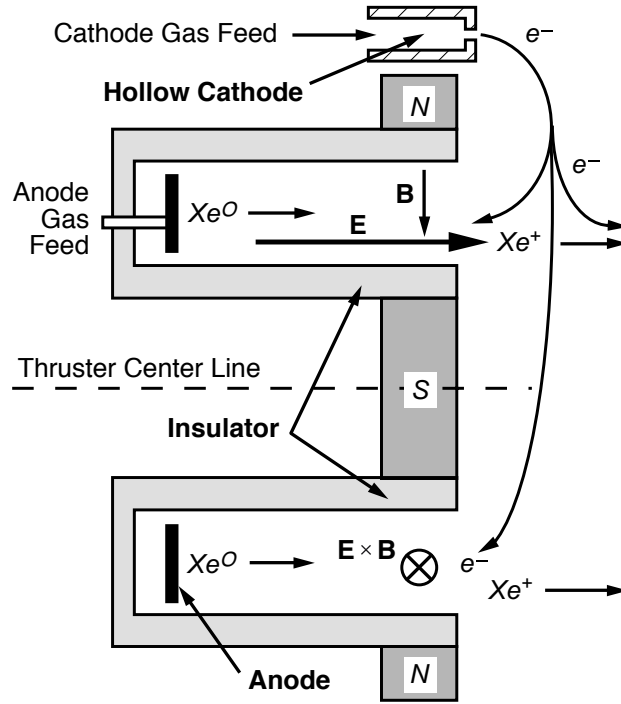 Cathode Gas Feed
e–
Hollow Cathode
N
e–
Anode
Gas
Feed
XeO
B
E
Xe+
Thruster Center Line
S
Insulator
E × B
XeO
e–
Xe+
Anode
N